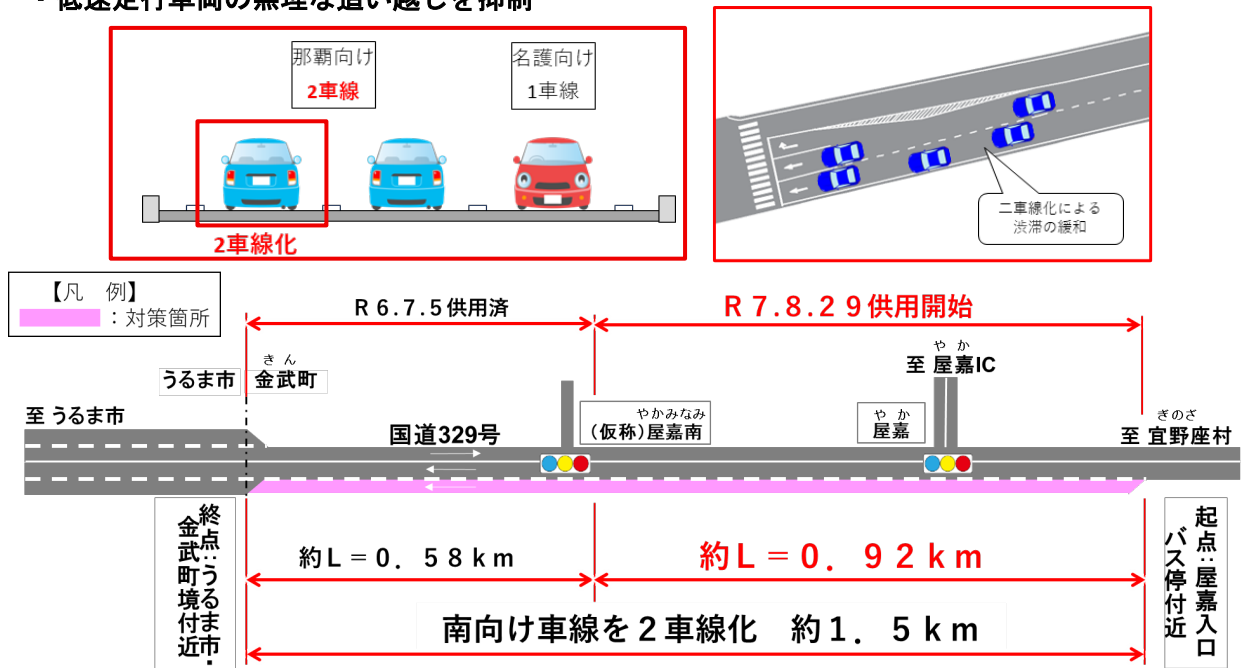 ・低速走行車両の無理な追い越しを抑制
那覇向け
2車線
名護向け
1車線
2車線化
二車線化による
渋滞の緩和
【凡　例】
：対策箇所
Ｒ６.７.５供用済
Ｒ７.８.２９供用開始
うるま市
きん
金武町
至 うるま市
国道329号
やかみなみ
(仮称)屋嘉南
やか
屋嘉
やか
至 屋嘉IC
ぎのざ
至 宜野座村
終点：うるま市・
金武町境付近
起点：屋嘉入口
バス停付近
約Ｌ＝０．５８ｋｍ
約Ｌ＝０．９２ｋｍ
南向け車線を２車線化　約１．５ｋｍ